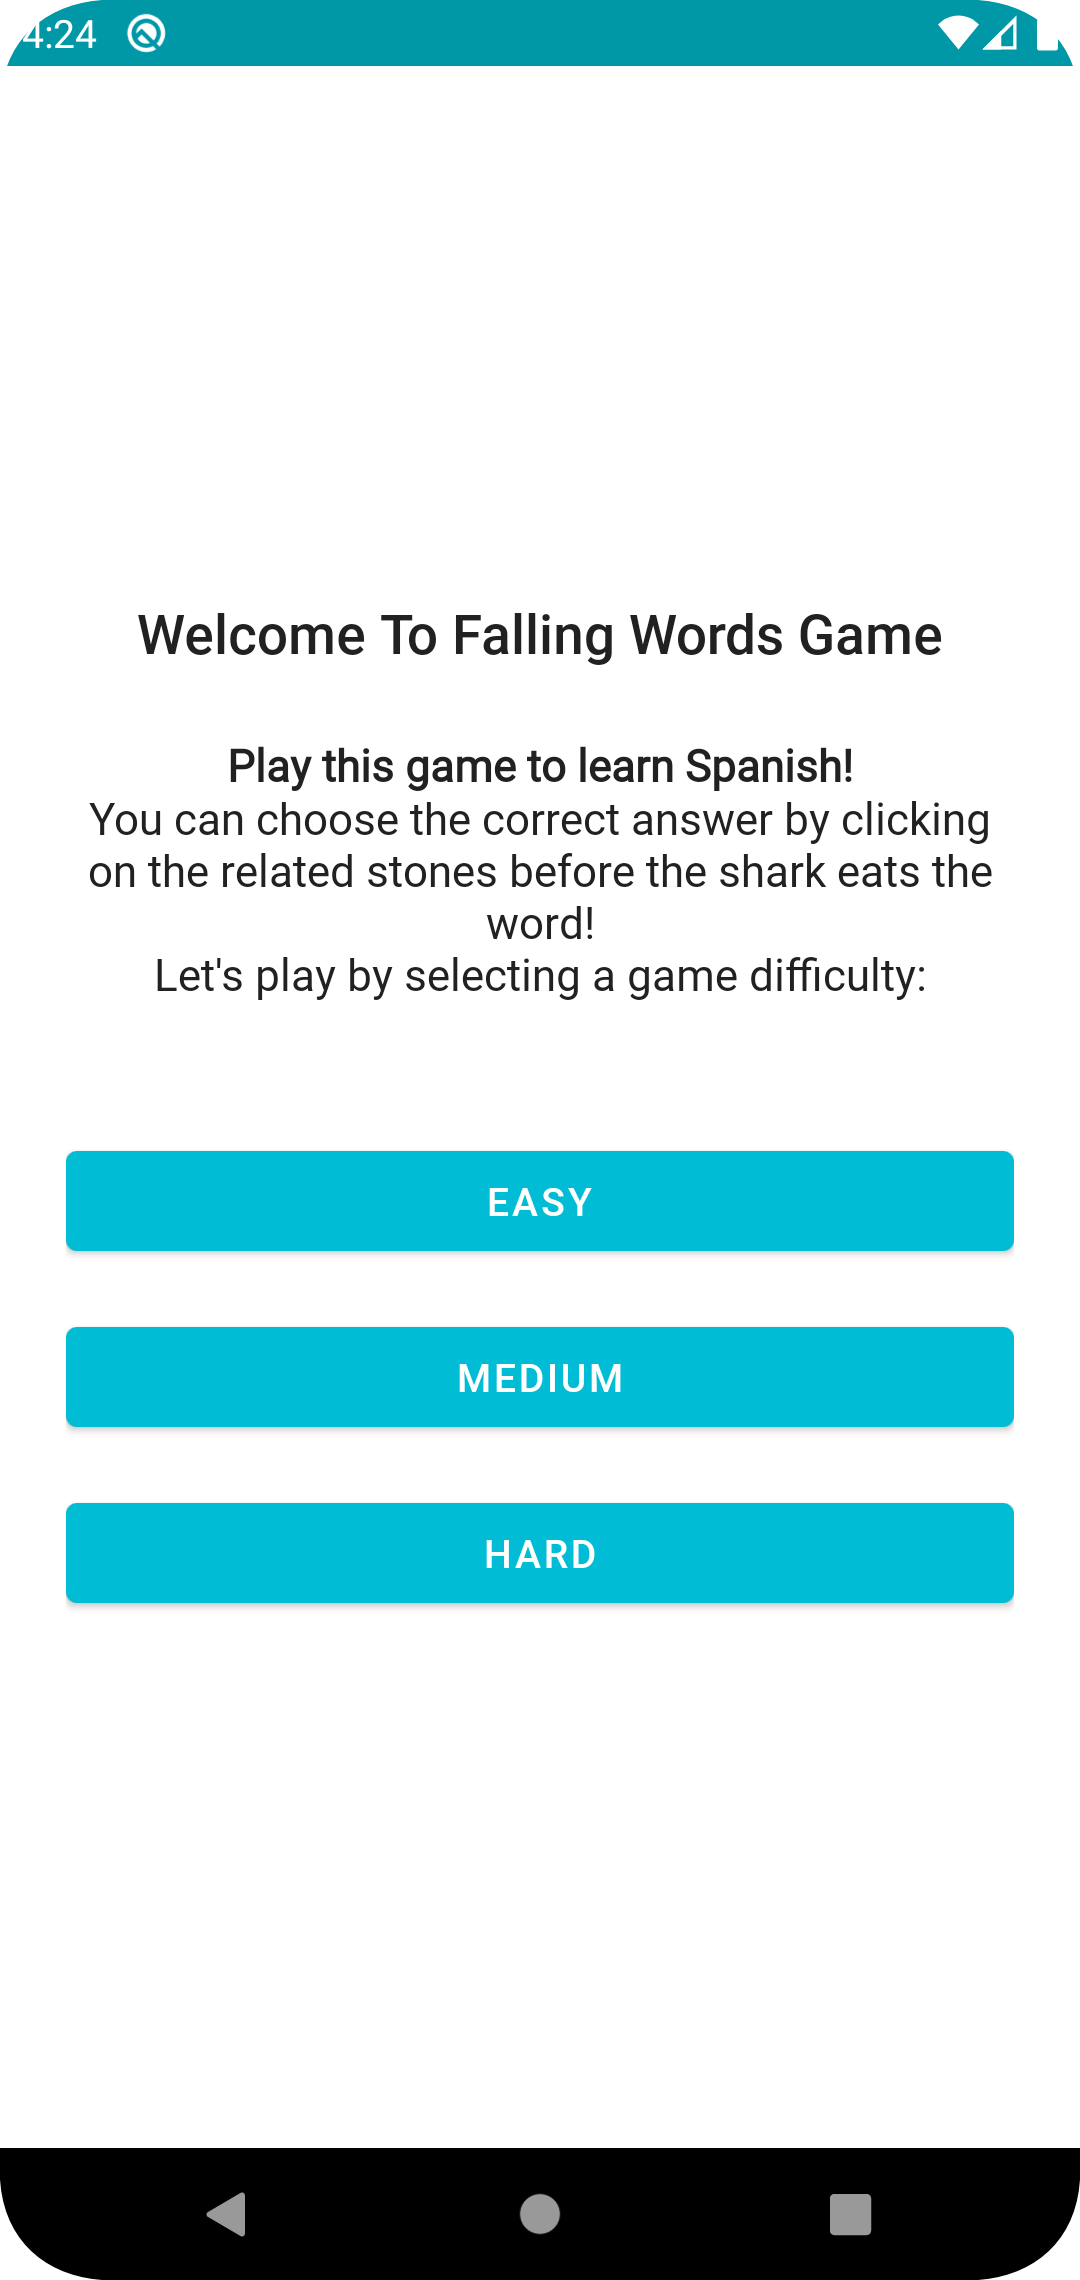 4:24
Welcome To Falling Words Game
Play this game to learn Spanish!
You can choose the correct answer by clicking
on the related stones before the shark eats the
word!
Let's play by selecting a game difficulty:
EASY
MEDIUM
HARD